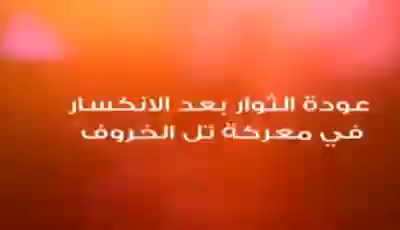 عودة الثوار بعد الانكسار
في معركة تل الخروف